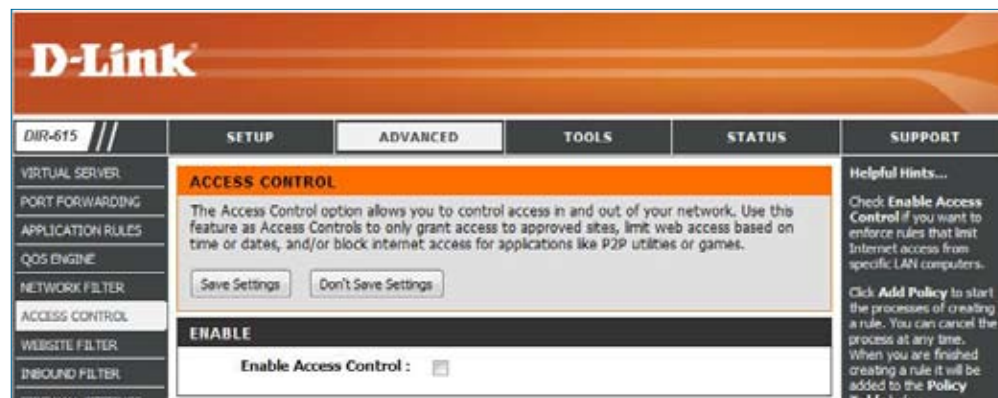 D-Link
DIR-615
SETUP
ADVANCED
TOOLS
STATUS
SUPPORT
VIRTUAL SERVER
PORT FORWARDING
APPLICATION RULES
QOS ENGINE
NETWORK FILTER
ACCESS CONTROL
WEBSITE FILTER
INBOUND FILTER
ACCESS CONTROL
The Access Control option allows you to control access in and out of your network. Use this
feature as Access Controls to only grant access to approved sites, limit web access based on
time or dates, and/or block internet access for applications like P2P utilities or games.
Save Settings
Don't Save Settings
ENABLE
Enable Access Control :
Helpful Hints...
Check Enable Access
Control if you want to
enforce rules that limit
Internet access from
specific LAN computers.
Click Add Policy to start
the processes of creating
a rule. You can cancel the
process at any time.
When you are finished
creating a rule it will be
added to the Policy